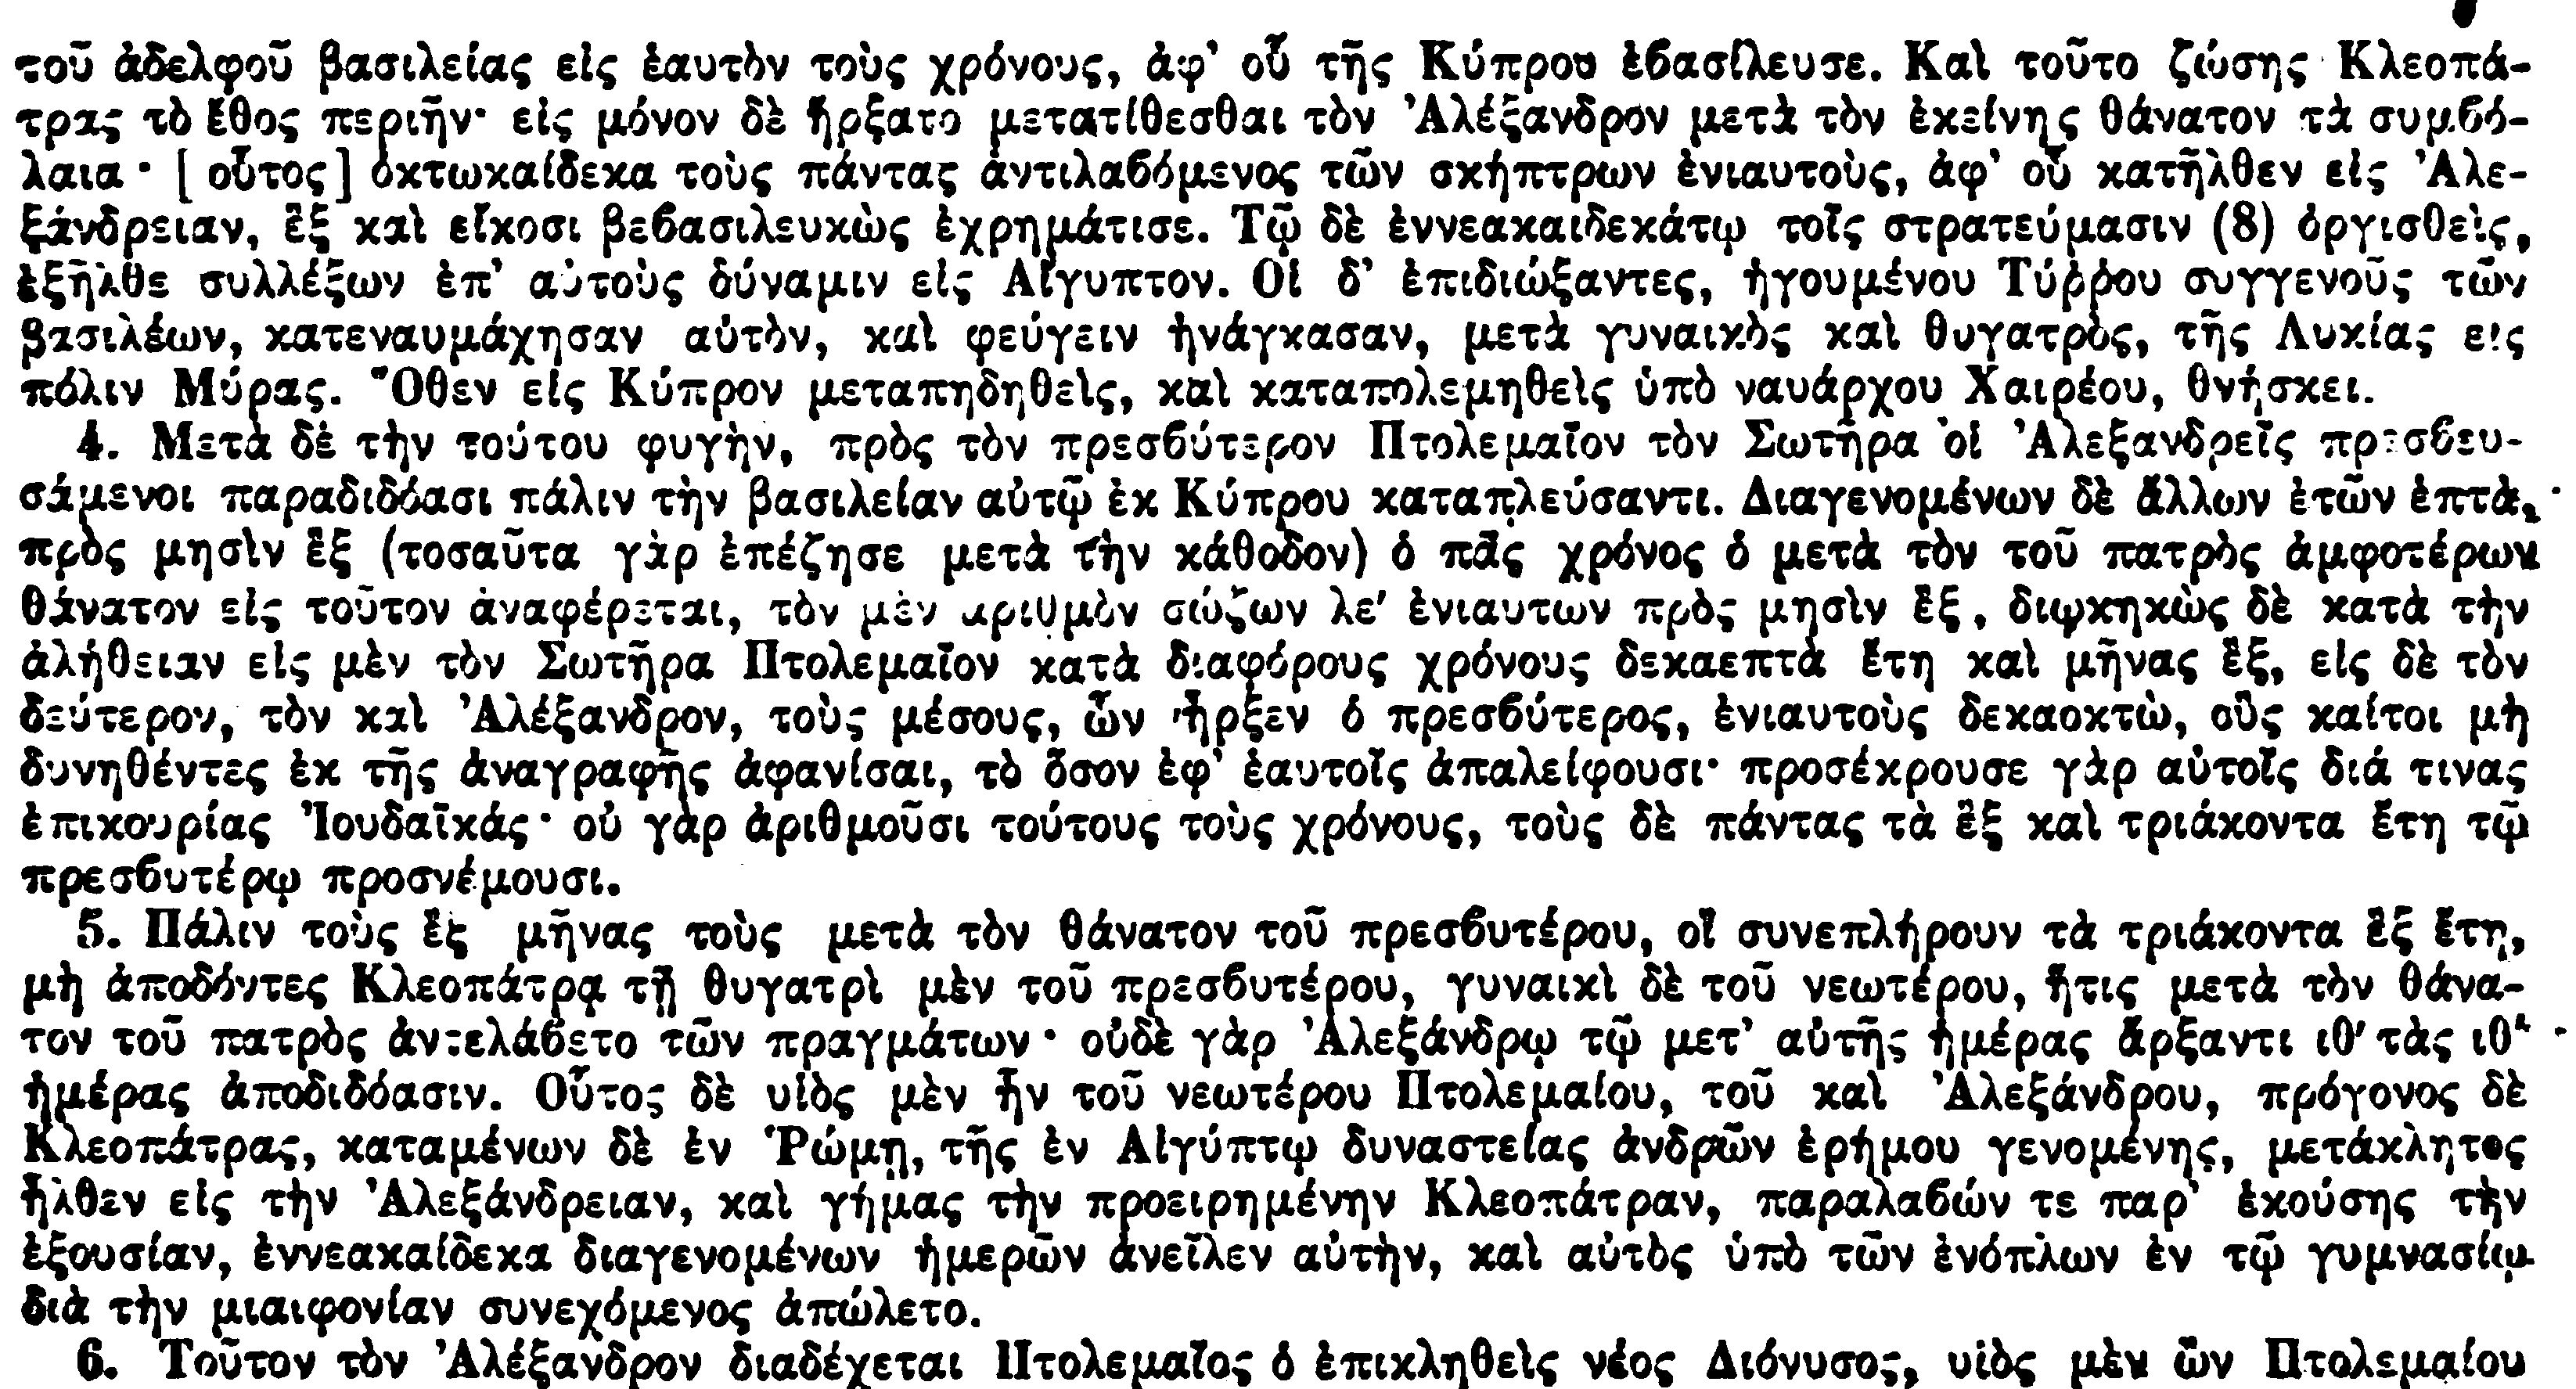 τοῦ ἀδελφοῦ βασιλείας εἰς ἑαυτὸν τοὺς χρόνους, ἀφ’ οὗ τῆς Κύπρου ἐϐασίλευσε. Καὶ τοῦτο ζώσης Κλεοπά-
τρας τὸ ἔθος περιῆν· εἰς μόνον δὲ ἤρξατο μετατίθεσθαι τὸν Ἀλέξανδρον μετὰ τὸν ἐκείνης θάνατον τὰ συμϐό-
λαια · [ οὗτος ] ὀκτωκαίδεκα τοὺς πάντας ἀντιλαϐόμενος τῶν σκήπτρων ἐνιαυτοὺς, ἀφ’ οὗ κατῆλθεν εἰς Ἀλε-
ξάνδρειαν, ἓξ καὶ εἴκοσι βεϐασιλευκὼς ἐχρημάτισε. Τῷ δὲ ἐννεακαιδεκάτῳ τοῖς στρατεύμασιν (8) ὀργισθεὶς,
ἐξῆλθε συλλέξων ἐπ’ αὐτοὺς δύναμιν εἰς Αἴγυπτον. Οἱ δ’ ἐπιδιώξαντες, ἡγουμένου Τύῤῥου συγγενοῦς τῶν
βασιλέων, κατεναυμάχησαν αὐτὸν, καὶ φεύγειν ἠνάγκασαν, μετὰ γυναικὸς καὶ θυγατρὸς, τῆς Λυκίας εἰς
πόλιν Μύρας. Ὅθεν εἰς Κύπρον μεταπηδηθεὶς, καὶ καταπολεμηθεὶς ὑπὸ ναυάρχου Χαιρέου, θνήσκει.
4. Μετὰ δὲ τὴν τούτου φυγὴν, πρὸς τὸν πρεσϐύτερον Πτολεμαῖον τὸν Σωτῆρα οἱ Ἀλεξανδρεῖς πρεσϐευ-
σάμενοι παραδιδόασι πάλιν τὴν βασιλείαν αὐτῷ ἐκ Κύπρου καταπλεύσαντι. Διαγενομένων δὲ ἄλλων ἐτῶν ἑπτὰ,
πρὸς μησὶν ἓξ (τοσαῦτα γὰρ ἐπέζησε μετὰ τὴν κάθοδον) ὁ πᾶς χρόνος ὁ μετὰ τὸν τοῦ πατρὸς ἀμφοτέρων
θάνατον εἰς τοῦτον ἀναφέρεται, τὸν μὲν ἀριθμὸν σώζων λε’ ἐνιαυτῶν πρὸς μησὶν ἓξ, διῳκηκὼς δὲ κατὰ τὴν
ἀλήθειαν εἰς μὲν τὸν Σωτῆρα Πτολεμαῖον κατὰ διαφόρους χρόνους δεκαεπτὰ ἔτη καὶ μῆνας ἓξ, εἰς δὲ τὸν
δεύτερον, τὸν καὶ Ἀλέξανδρον, τοὺς μέσους, ὧν ἦρξεν ὁ πρεσϐύτερος, ἐνιαυτοὺς δεκαοκτὼ, οὓς καίτοι μὴ
δυνηθέντες ἐκ τῆς ἀναγραφῆς ἀφανίσαι, τὸ ὅσον ἐφ’ ἑαυτοῖς ἀπαλείφουσι· προσέκρουσε γὰρ αὐτοῖς διά τινας
ἐπικουρίας Ἰουδαϊκάς · οὐ γὰρ ἀριθμοῦσι τούτους τοὺς χρόνους, τοὺς δὲ πάντας τὰ ἓξ καὶ τριάκοντα ἔτη τῷ
πρεσϐυτέρῳ προσνέμουσι.
5. Πάλιν τοὺς ἓξ μῆνας τοὺς μετὰ τὸν θάνατον τοῦ πρεσϐυτέρου, οἳ συνεπλήρουν τὰ τριάκοντα ἓξ ἔτη,
μὴ ἀποδόντες Κλεοπάτρᾳ τῇ θυγατρὶ μὲν τοῦ πρεσϐυτέρου, γυναικὶ δὲ τοῦ νεωτέρου, ἥτις μετὰ τὸν θάνα-
τον τοῦ πατρὸς ἀντελάϐετο τῶν πραγμάτων · οὐδὲ γὰρ Ἀλεξάνδρῳ τῷ μετ’ αὐτῆς ἡμέρας ἄρξαντι ιθ’ τὰς ιθ’
ἡμέρας ἀποδιδόασιν. Οὗτος δὲ υἱὸς μὲν ἦν τοῦ νεωτέρου Πτολεμαίου, τοῦ καὶ Ἀλεξάνδρου, πρόγονος δὲ
Κλεοπάτρας, καταμένων δὲ ἐν Ῥώμῃ, τῆς ἐν Αἰγύπτῳ δυναστείας ἀνδρῶν ἐρήμου γενομένης, μετάκλητος
ἦλθεν εἰς τὴν Ἀλεξάνδρειαν, καὶ γήμας τὴν προειρημένην Κλεοπάτραν, παραλαϐών τε παρ’ ἑκούσης τὴν
ἐξουσίαν, ἐννεακαίδεκα διαγενομένων ἡμερῶν ἀνεῖλεν αὐτὴν, καὶ αὐτὸς ὑπὸ τῶν ἐνόπλων ἐν τῷ γυμνασίῳ
διὰ τὴν μιαιφονίαν συνεχόμενος ἀπώλετο.
6. Τοῦτον τὸν Ἀλέξανδρον διαδέχεται Πτολεμαῖος ὁ ἐπικληθεὶς νέος Διόνυσος, υἱὸς μὲν ὢν Πτολεμαίου